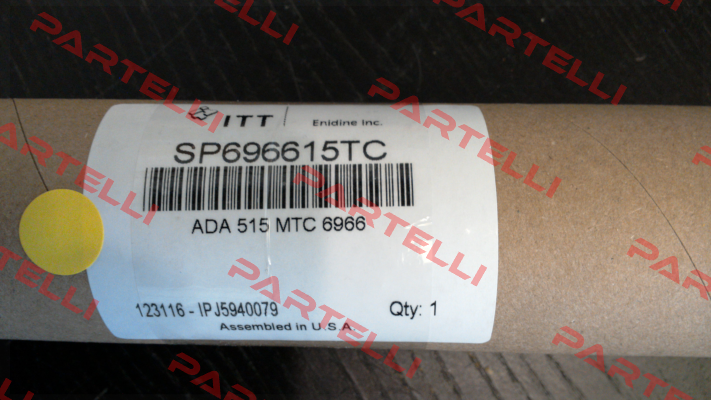 ITT Enidine Inc.
SP696615TC
ADA 515 MTC 6966
123116 - IPJ5940079 Qty: 1
Assembled in U.S.A.
PARTELLI
PARTELLI
PARTELLI
PARTELLI
PARTELLI
PARTELLI
PARTELLI
PARTELLI
PARTELLI